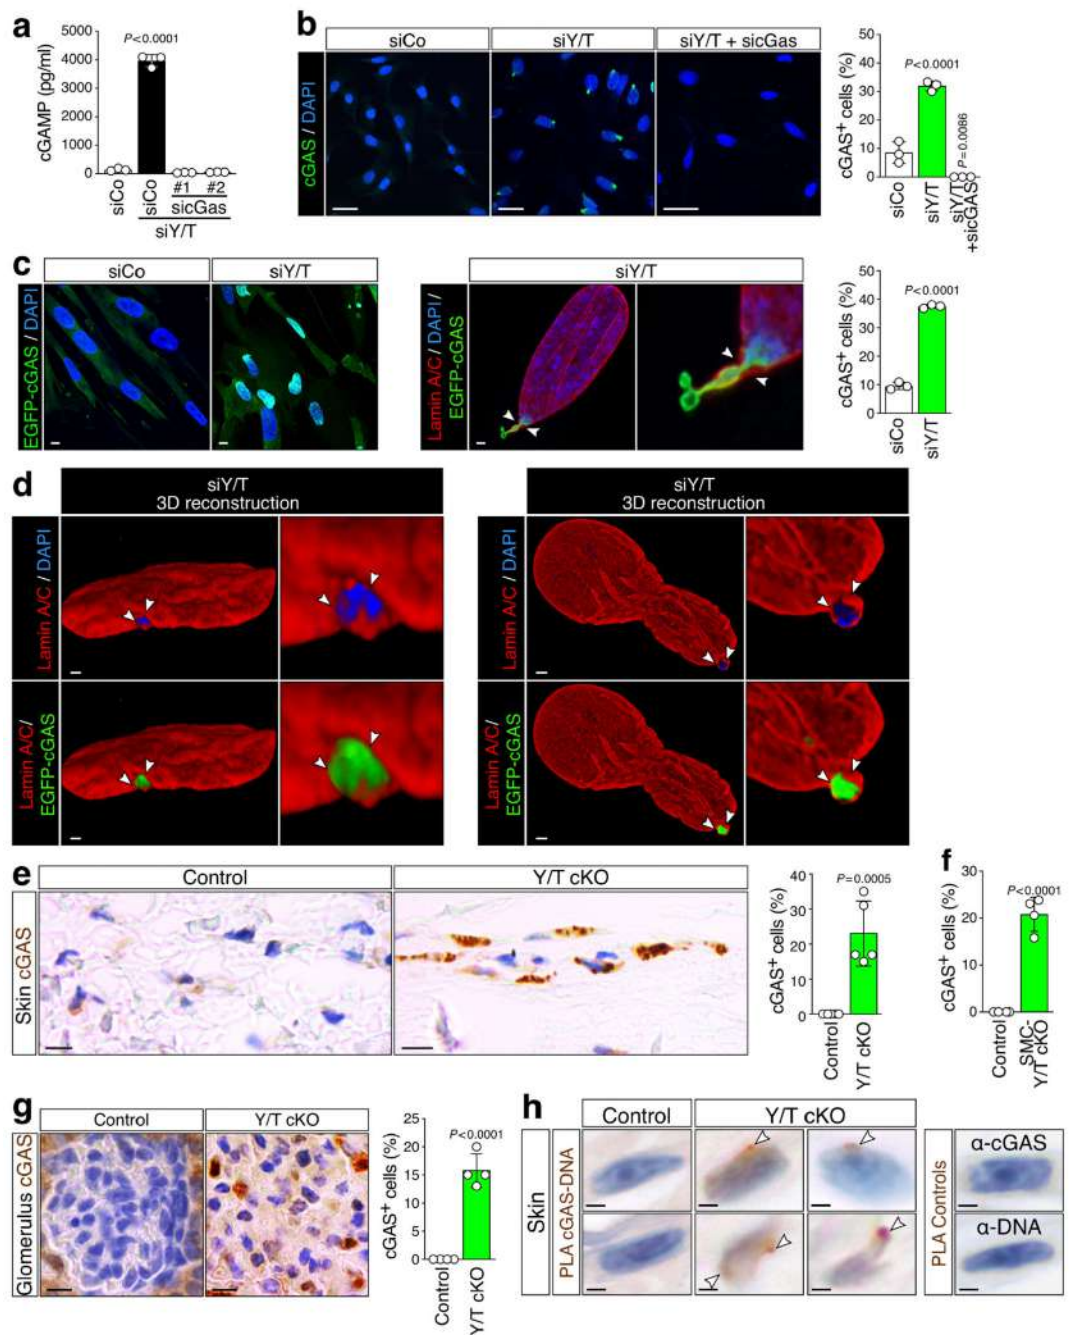 a
cGAMP (pg/ml)
5000
4000
3000
2000
1000
0
P<0.0001
siCo
siCo
#1
#2
sicGas
siY/T
b
siCo
siY/T
siY/T + sicGas
cGAS / DAPI
cGAS+ cells (%)
50
40
30
20
10
0
P<0.0001
P=0.0086
siCo
siY/T
siY/T
+sicGAS
c
siCo
siY/T
EGFP-cGAS / DAPI
siY/T
Lamin A/C / DAPI /
EGFP-cGAS
cGAS+ cells (%)
50
40
30
20
10
0
P<0.0001
siCo
siY/T
d
siY/T
3D reconstruction
siY/T
3D reconstruction
Lamin A/C / DAPI
Lamin A/C / DAPI
Lamin A/C/
EGFP-cGAS
Lamin A/C/
EGFP-cGAS
e
Control
Y/T cKO
Skin cGAS
cGAS+ cells (%)
40
30
20
10
0
P=0.0005
Control
Y/T cKO
f
cGAS+ cells (%)
30
20
10
0
P<0.0001
Control
SMC-
Y/T cKO
g
Control
Y/T cKO
Glomerulus cGAS
cGAS+ cells (%)
25
20
15
10
5
0
P<0.0001
Control
Y/T cKO
h
Control
Y/T cKO
Skin
PLA cGAS-DNA
PLA Controls
α-cGAS
α-DNA